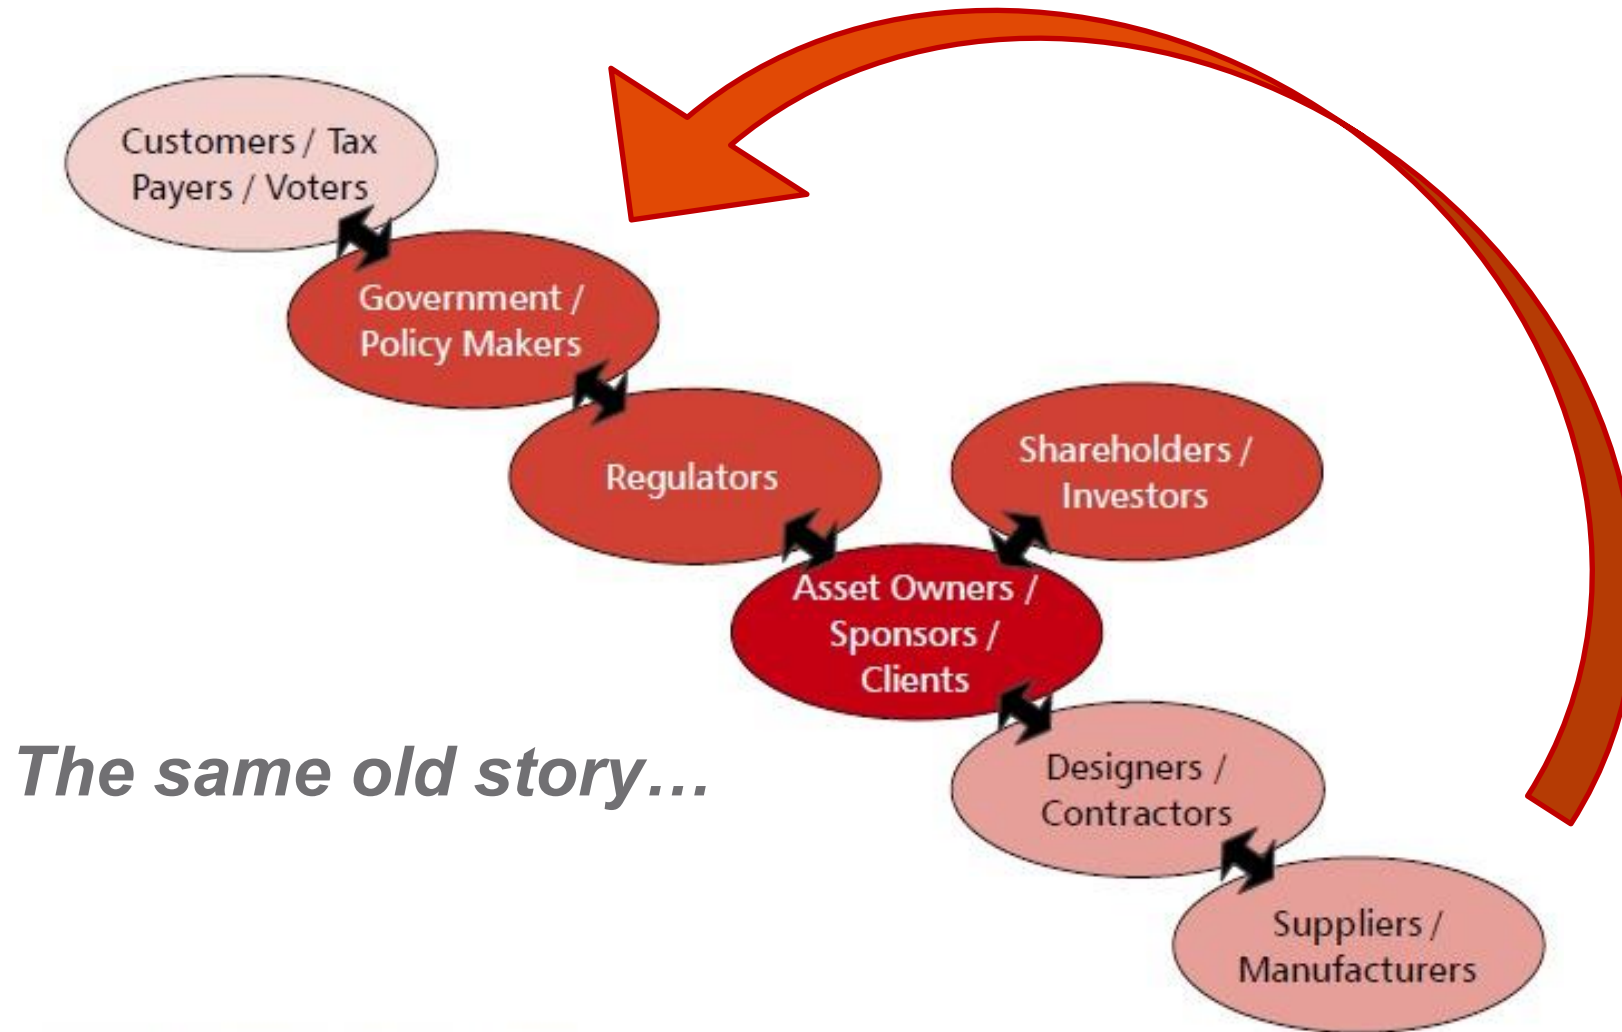 Customers / Tax
Payers / Voters
Government /
Policy Makers
Regulators
Shareholders /
Investors
Asset Owners /
Sponsors /
Clients
The same old story…
Designers /
Contractors
Suppliers /
Manufacturers